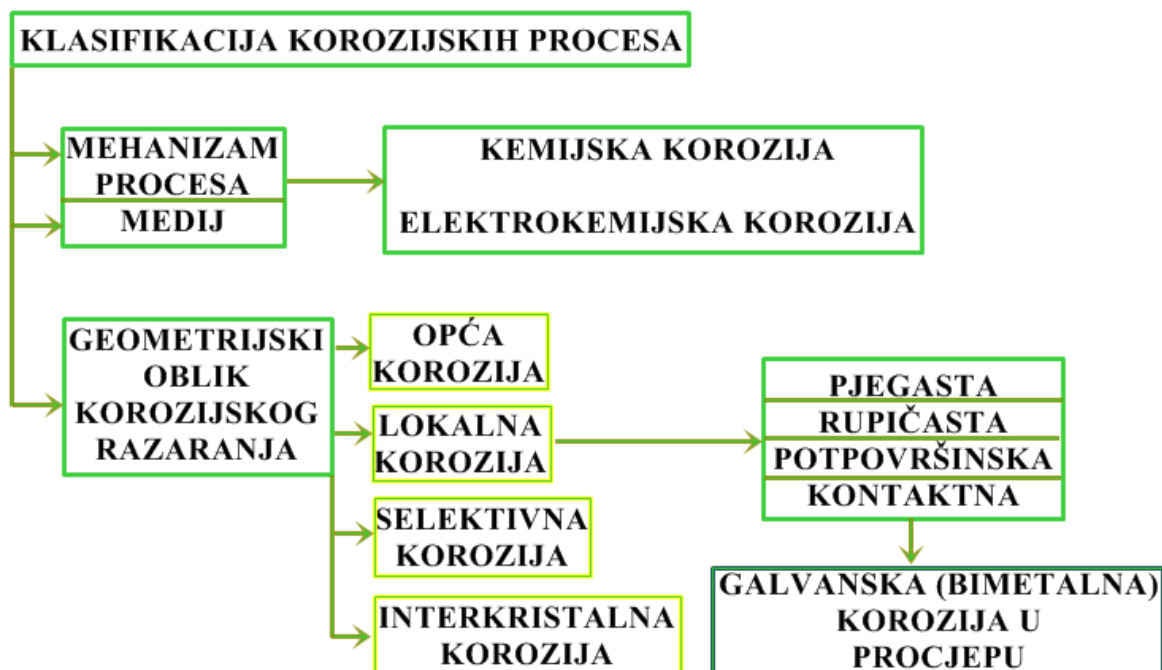 KLASIFIKACIJA KOROZIJSKIH PROCESA
MEHANIZAM
PROCESA
MEDIJ
KEMIJSKA KOROZIJA
ELEKTROKEMIJSKA KOROZIJA
GEOMETRIJSKI
OBLIK
KOROZIJSKOG
RAZARANJA
OPĆA
KOROZIJA
LOKALNA
KOROZIJA
SELEKTIVNA
KOROZIJA
INTERKRISTALNA
KOROZIJA
PJEGASTA
RUPIČASTA
POTPOVRŠINSKA
KONTAKTNA
GALVANSKA (BIMETALNA)
KOROZIJA U
PROCJEPU